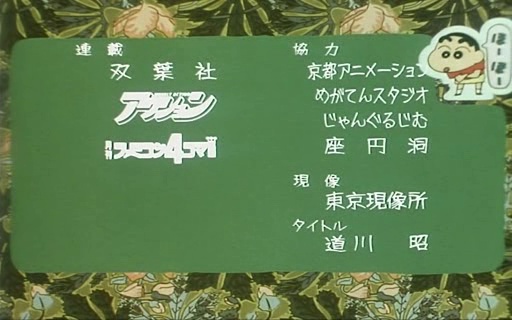 連載
双葉社
アクション
月刊ファミコン4コマ
協力
京都アニメーション
めがてんスタジオ
じゃんぐるじむ
座円洞
現像
東京現像所
タイトル
道川 昭
ほーほー